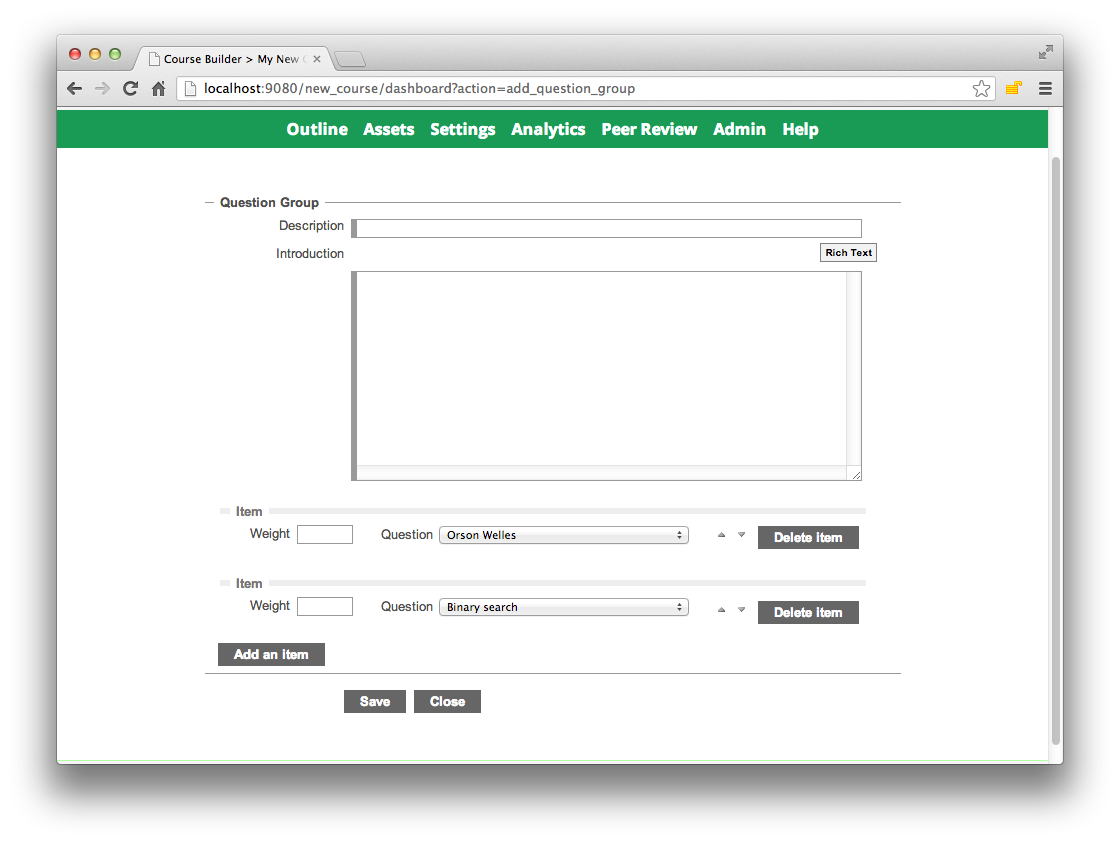 Course Builder > My New C
localhost:9080/new_course/dashboard?action=add_question_group
Outline Assets Settings Analytics Peer Review Admin Help
Question Group
Description
Introduction Rich Text
Item
Weight Question Orson Welles Delete Item
Item
Weight Question Binary search Delete Item
Add an item
Save Close